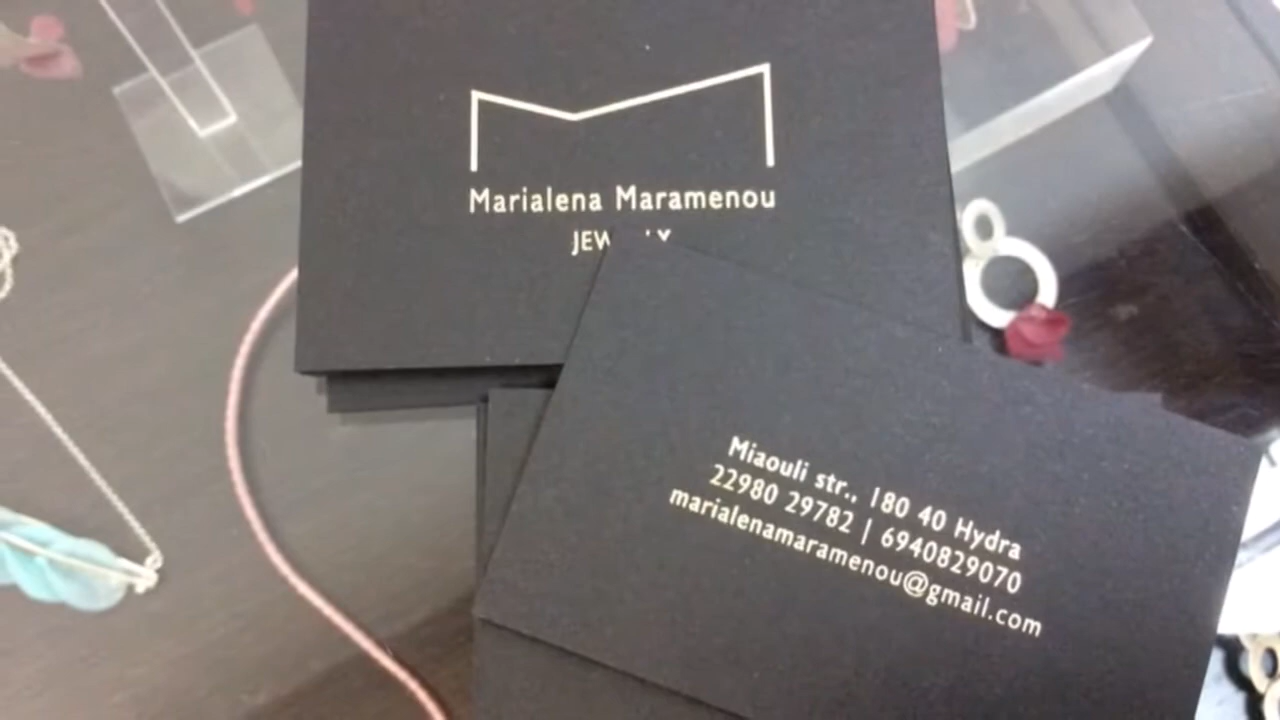 Marialena Maramenou
Miaouli str., 180 40 Hydra
22980 29782 | 6940829070
marialenamaramenou@gmail.com